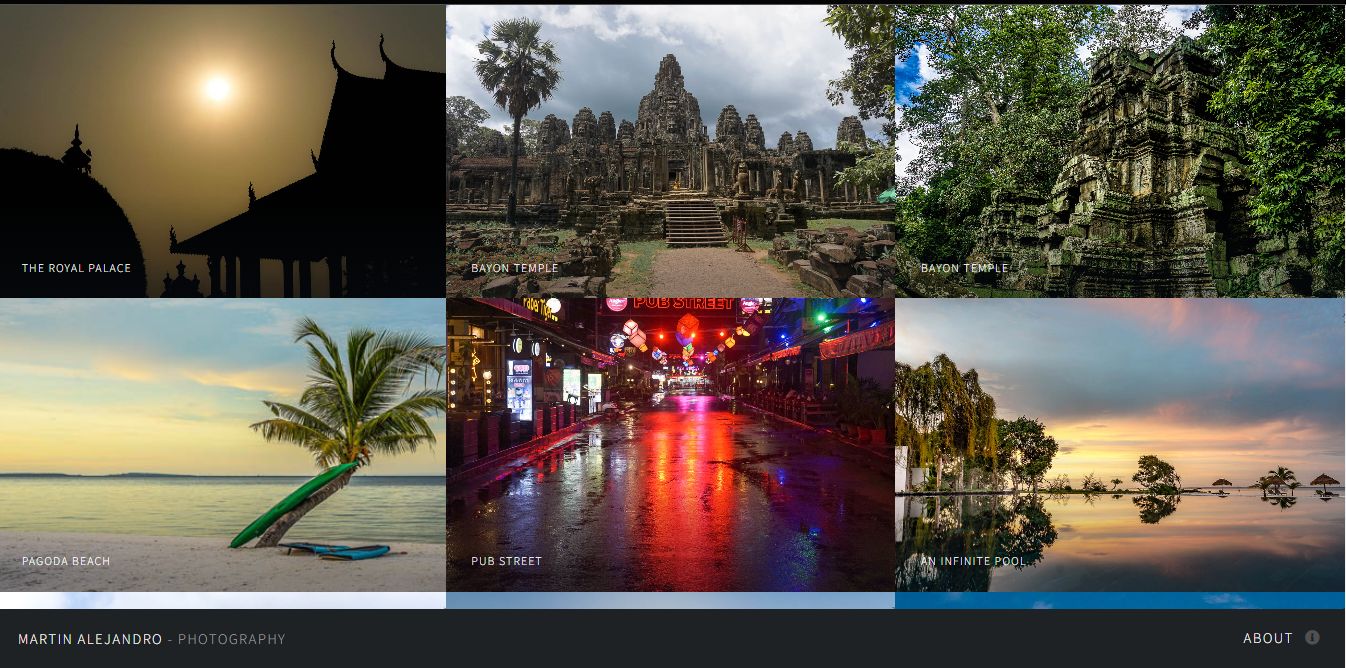 THE ROYAL PALACE
BAYON TEMPLE
BAYON TEMPLE
PUB STREET
PAGODA BEACH
PUB STREET
AN INFINITE POOL
MARTIN ALEJANDRO - PHOTOGRAPHY
ABOUT